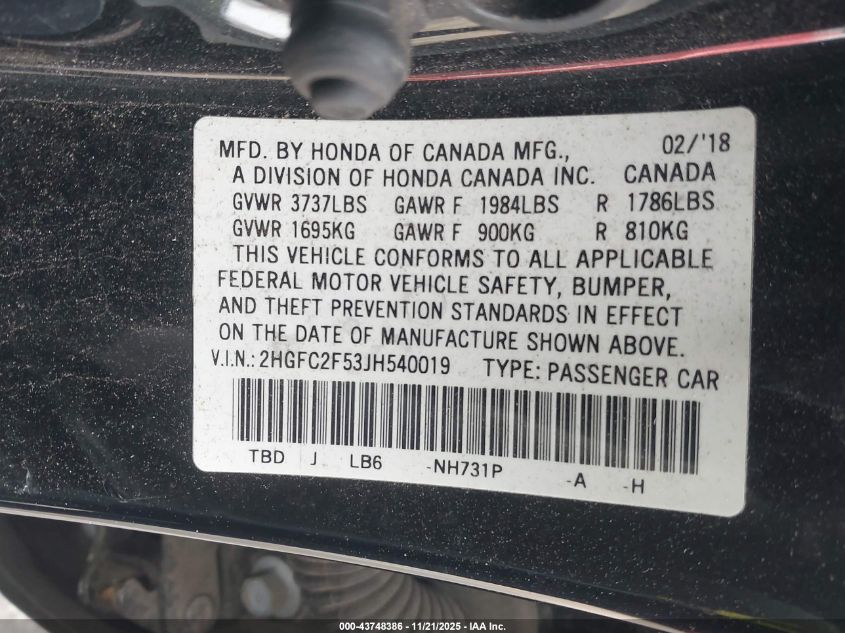 MFD. BY HONDA OF CANADA MFG., 02/'18
A DIVISION OF HONDA CANADA INC. CANADA
GVWR 3737LBS GAWR F 1984LBS R 1786LBS
GVWR 1695KG GAWR F 900KG R 810KG
THIS VEHICLE CONFORMS TO ALL APPLICABLE
FEDERAL MOTOR VEHICLE SAFETY, BUMPER,
AND THEFT PREVENTION STANDARDS IN EFFECT
ON THE DATE OF MANUFACTURE SHOWN ABOVE.
V.I.N.: 2HGFC2F53JH540019 TYPE: PASSENGER CAR
TBD J LB6 -NH731P -A -H
000-43748386 - 11/21/2025 - IAA Inc.